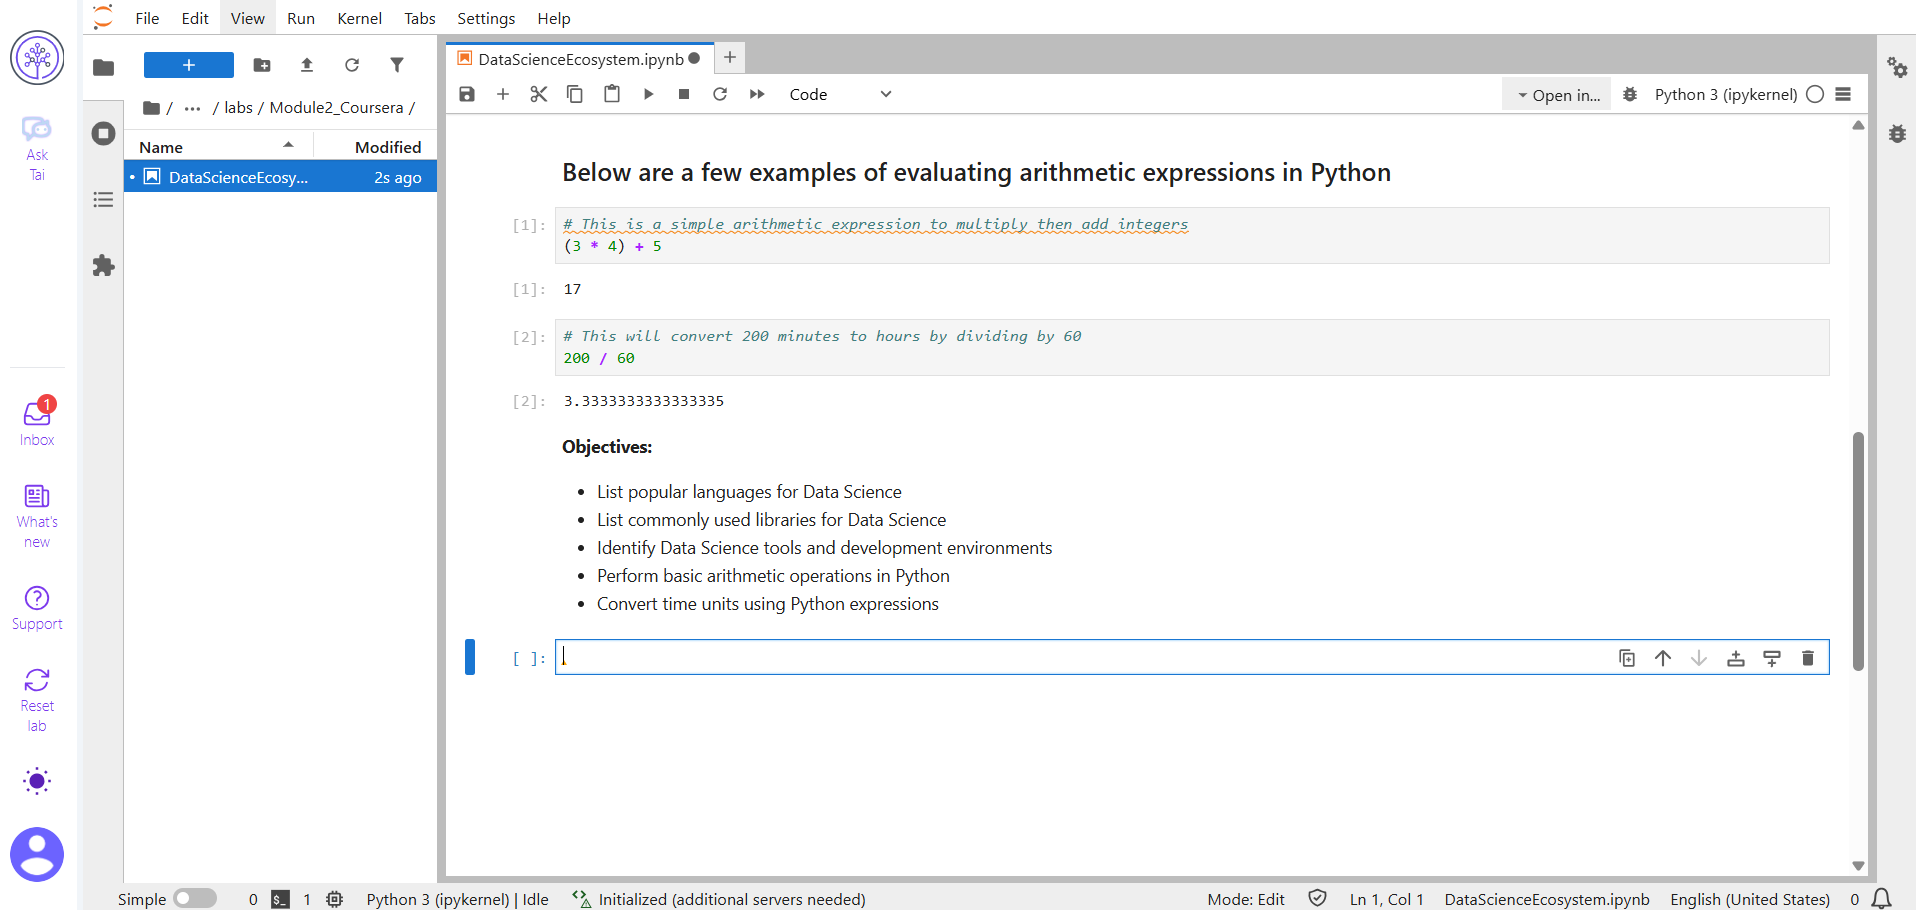 File Edit View Run Kernel Tabs Settings Help
Ask
Tai
Inbox
1
What's
new
Support
Reset
lab
+
/ ... / labs / Module2_Coursera /
Name Modified
DataScienceEcosy... 2s ago
DataScienceEcosystem.ipynb
Code
Open in... Python 3 (ipykernel)
Below are a few examples of evaluating arithmetic expressions in Python
[1]: # This is a simple arithmetic expression to multiply then add integers
(3 * 4) + 5
[1]: 17
[2]: # This will convert 200 minutes to hours by dividing by 60
200 / 60
[2]: 3.3333333333333335
Objectives:
• List popular languages for Data Science
• List commonly used libraries for Data Science
• Identify Data Science tools and development environments
• Perform basic arithmetic operations in Python
• Convert time units using Python expressions
[ ]:
Simple 0 $_ 1 Python 3 (ipykernel) | Idle Initialized (additional servers needed) Mode: Edit Ln 1, Col 1 DataScienceEcosystem.ipynb English (United States) 0